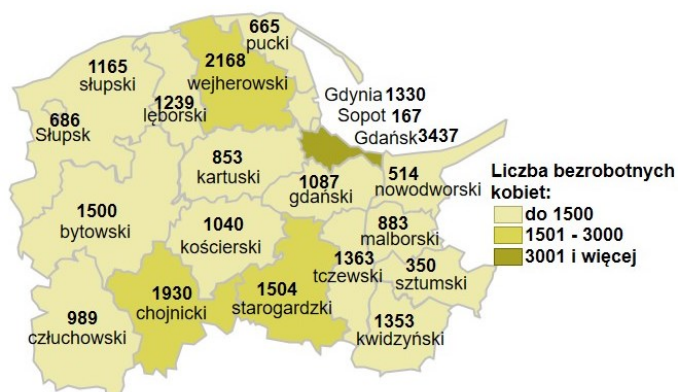 665
pucki
2168
wejherowski
1165
słupski
1239
lęborski
686
Słupsk
Gdynia 1330
Sopot 167
Gdańsk 3437
853
kartuski
1087
gdański
514
nowodworski
1500
bytowski
1040
kościerski
883
malborski
1363
tczewski
350
sztumski
1930
chojnicki
1504
starogardzki
989
człuchowski
1353
kwidzyński
Liczba bezrobotnych
kobiet:
do 1500
1501 - 3000
3001 i więcej